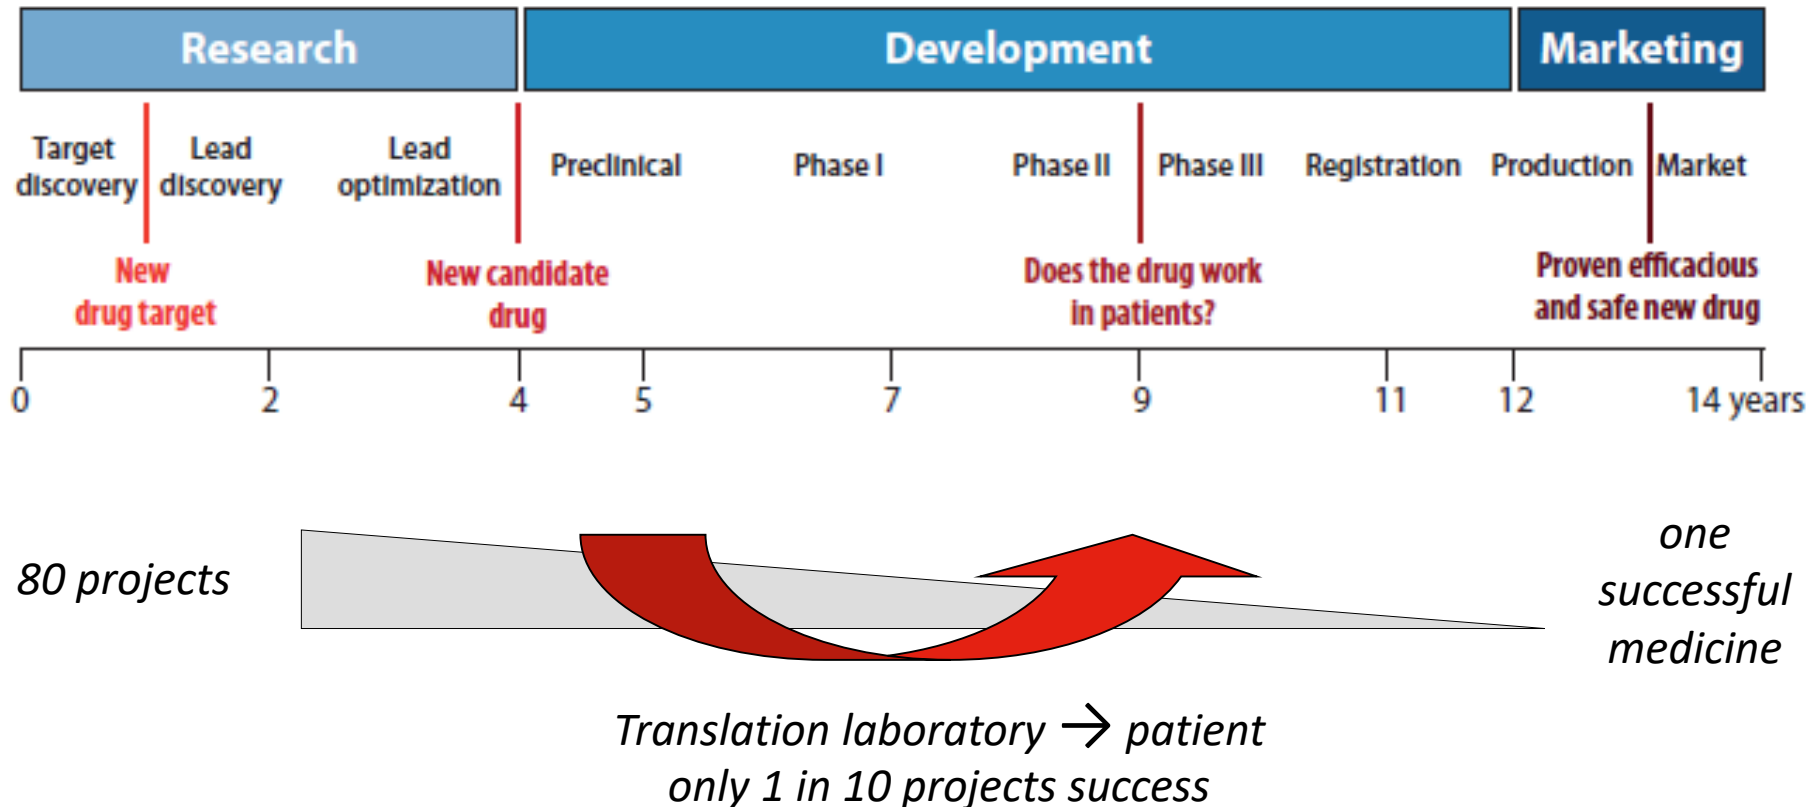 Research Development Marketing
Target discovery
Lead discovery
Lead optimization
Preclinical
Phase I
Phase II
Phase III
Registration
Production
Market
New
drug target
New candidate
drug
Does the drug work
in patients?
Proven efficacious
and safe new drug
0 2 4 5 7 9 11 12 14 years
80 projects
one
successful
medicine
Translation laboratory → patient
only 1 in 10 projects success